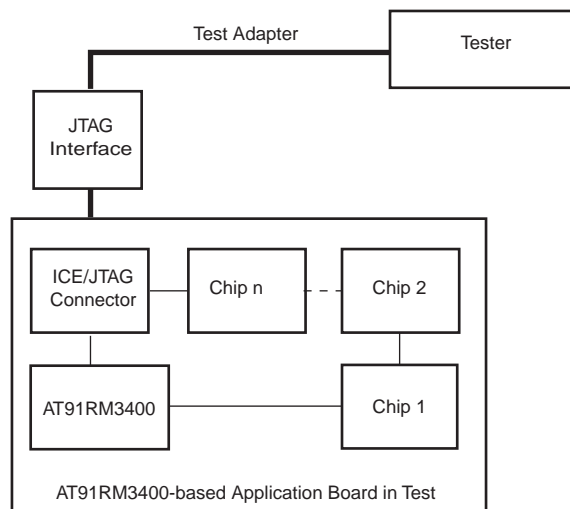 Test Adapter
Tester
JTAG
Interface
ICE/JTAG
Connector
Chip n
Chip 2
AT91RM3400
Chip 1
AT91RM3400-based Application Board in Test